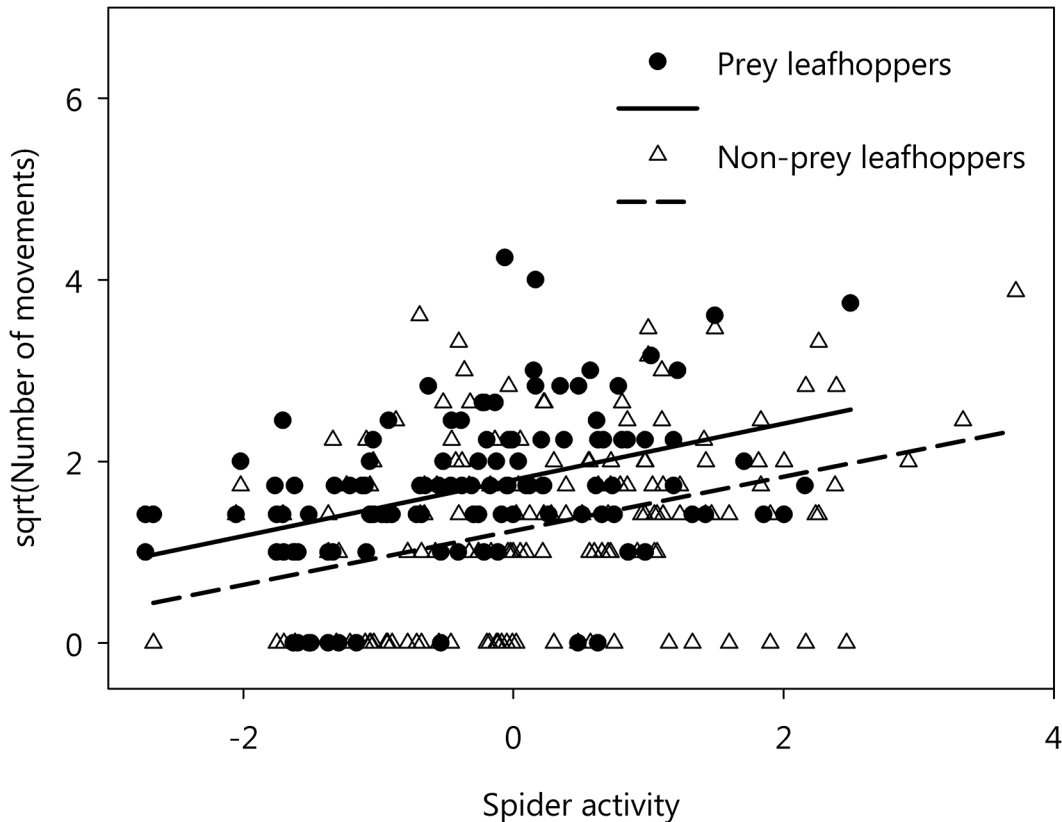 Prey leafhoppers
Non-prey leafhoppers
sqrt(Number of movements)
6
4
2
0
-2
0
2
4
Spider activity